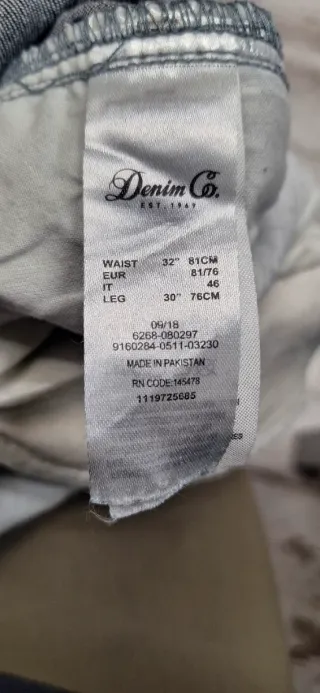 Denim Co.
EST. 1969
WAIST 32" 81CM
EUR 81/76
IT 46
LEG 30" 76CM
09/18
6268-080297
9160284-0511-03230
MADE IN PAKISTAN
RN CODE:145478
1119725685